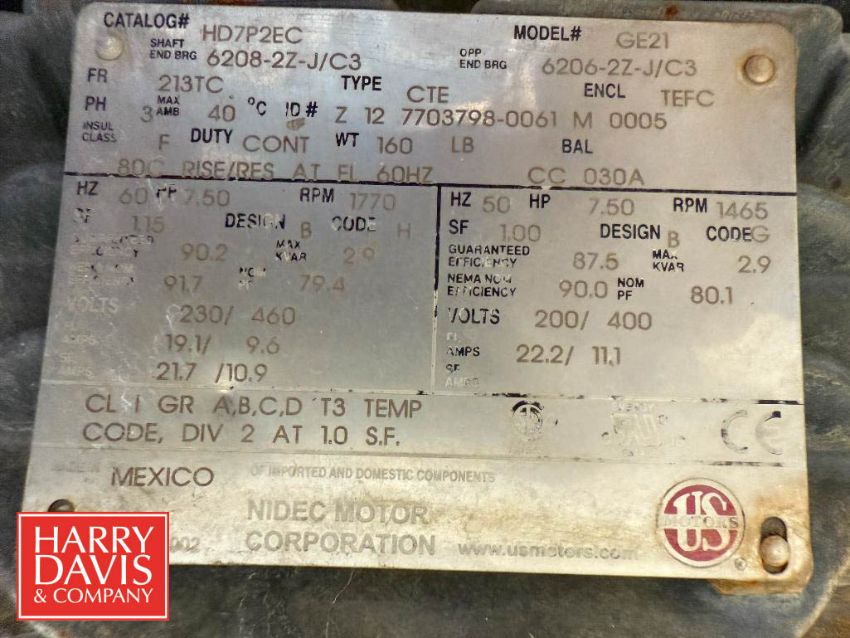 CATALOG# HD7P2EC MODEL# GE21
SHAFT END BRG 6208-2Z-J/C3 OPP END BRG 6206-2Z-J/C3
FR 213TC TYPE CTE ENCL TEFC
PH 3 MAX AMB 40 °C ID# Z 12 7703798-0061 M 0005
INSUL CLASS F DUTY CONT WT 160 LB BAL
80C RISE/RES AT FL 60HZ CC 030A
HZ 60 7.50 RPM 1770
SF 1.15 DESIGN B CODE H
90.2 MAX KVAR 2.9
91.7 NOM 79.4
VOLTS 230/ 460
AMPS 19.1/ 9.6
AMPS 21.7 /10.9
HZ 50 HP 7.50 RPM 1465
SF 1.00 DESIGN B CODE G
GUARANTEED EFFICIENCY 87.5 MAX KVAR 2.9
NEMA NOM EFFICIENCY 90.0 NOM PF 80.1
VOLTS 200/ 400
AMPS 22.2/ 11.1
SF AMPS
CL I GR A,B,C,D T3 TEMP
CODE, DIV 2 AT 1.0 S.F.
CE
MEXICO OF IMPORTED AND DOMESTIC COMPONENTS
NIDEC MOTOR
CORPORATION www.usmotors.com
002
US
MOTORS
®
HARRY
DAVIS
& COMPANY